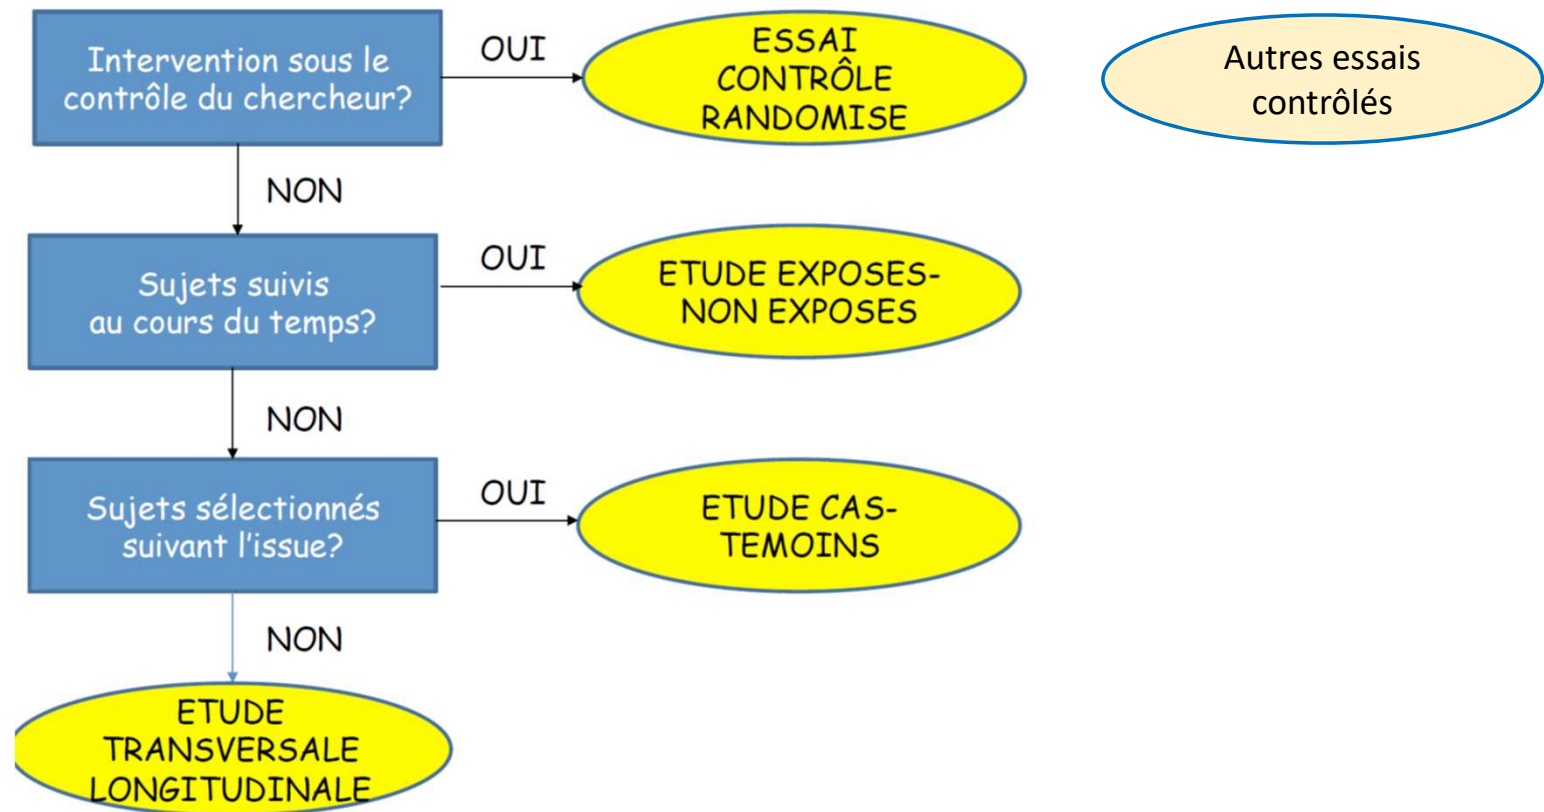 Intervention sous le
contrôle du chercheur?
OUI
ESSAI
CONTRÔLE
RANDOMISE
Autres essais
contrôlés
NON
Sujets suivis
au cours du temps?
OUI
ETUDE EXPOSES-
NON EXPOSES
NON
Sujets sélectionnés
suivant l'issue?
OUI
ETUDE CAS-
TEMOINS
NON
ETUDE
TRANSVERSALE
LONGITUDINALE